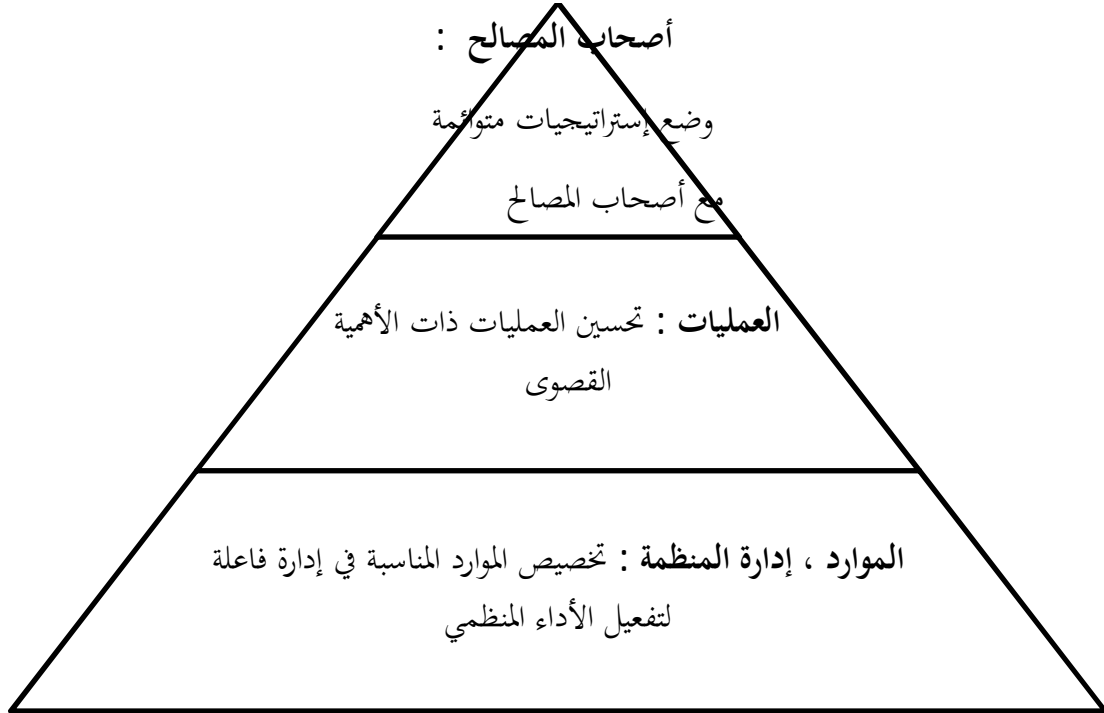 أصحاب المصالح :
وضع إستراتيجيات متوائمة
مع أصحاب المصالح
العمليات : تحسين العمليات ذات الأهمية
القصوى
الموارد ، إدارة المنظمة : تخصيص الموارد المناسبة في إدارة فاعلة
لتفعيل الأداء المنظمي